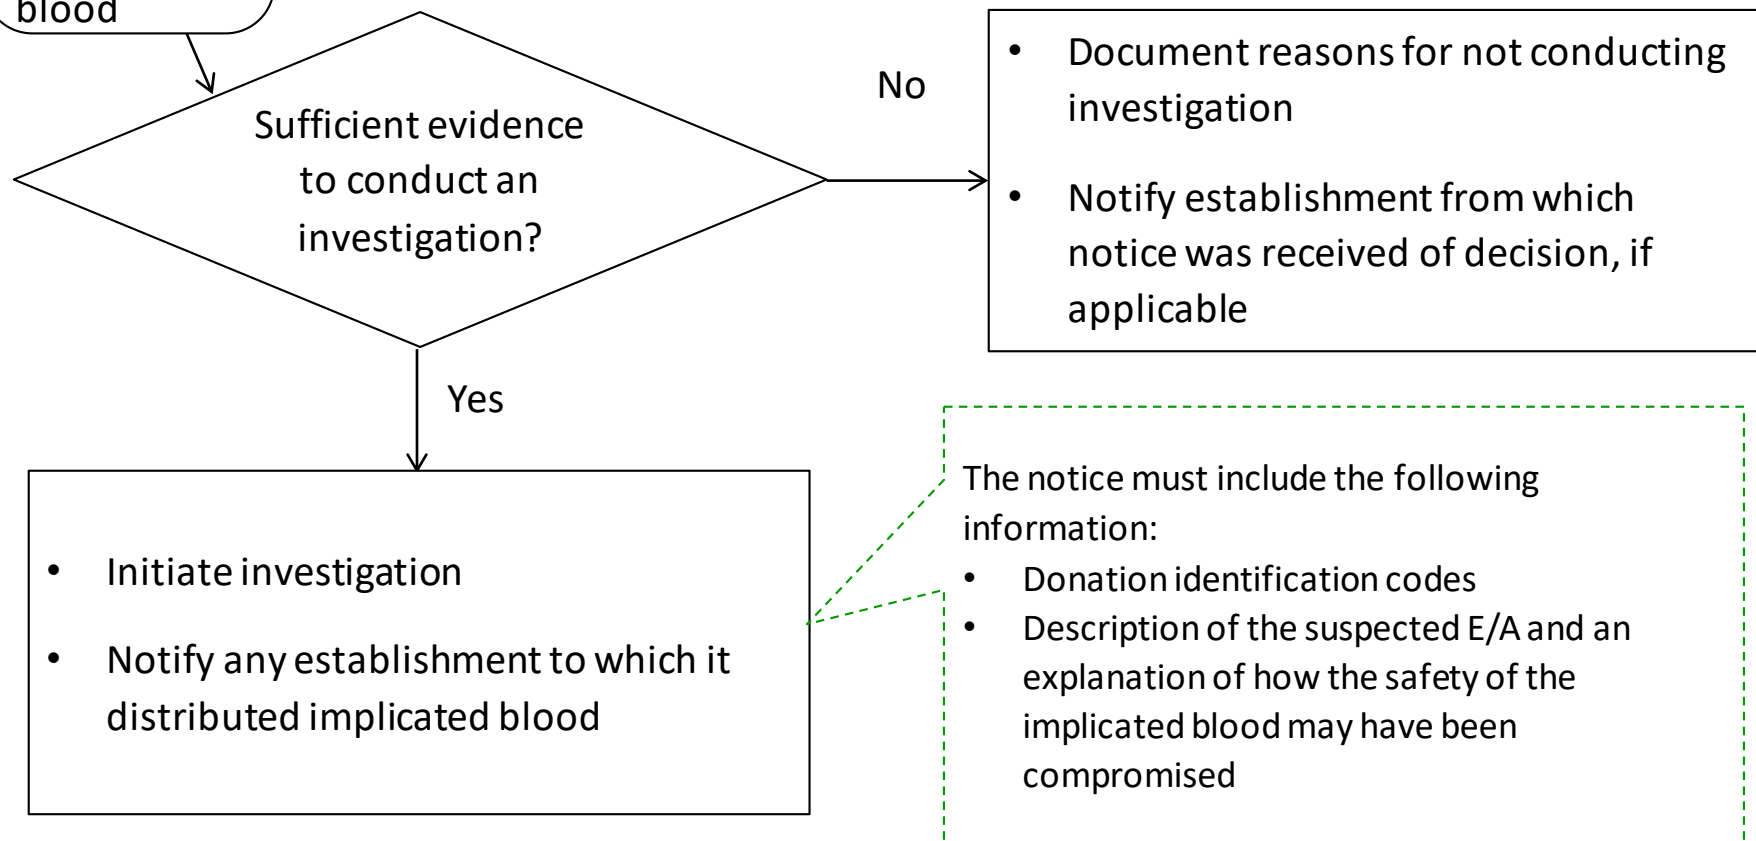 blood
Sufficient evidence
to conduct an
investigation?
No
• Document reasons for not conducting
investigation
• Notify establishment from which
notice was received of decision, if
applicable
Yes
• Initiate investigation
• Notify any establishment to which it
distributed implicated blood
The notice must include the following
information:
• Donation identification codes
• Description of the suspected E/A and an
explanation of how the safety of the
implicated blood may have been
compromised